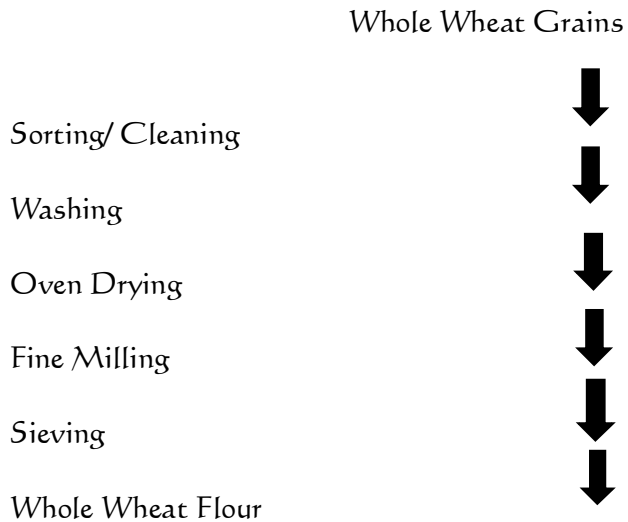 Whole Wheat Grains
Sorting/ Cleaning
Washing
Oven Drying
Fine Milling
Sieving
Whole Wheat Flour